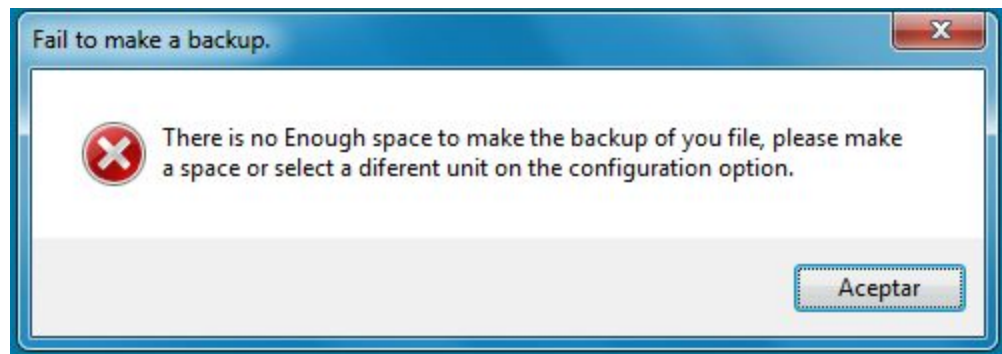 Fail to make a backup.
There is no Enough space to make the backup of you file, please make
a space or select a diferent unit on the configuration option.
Aceptar